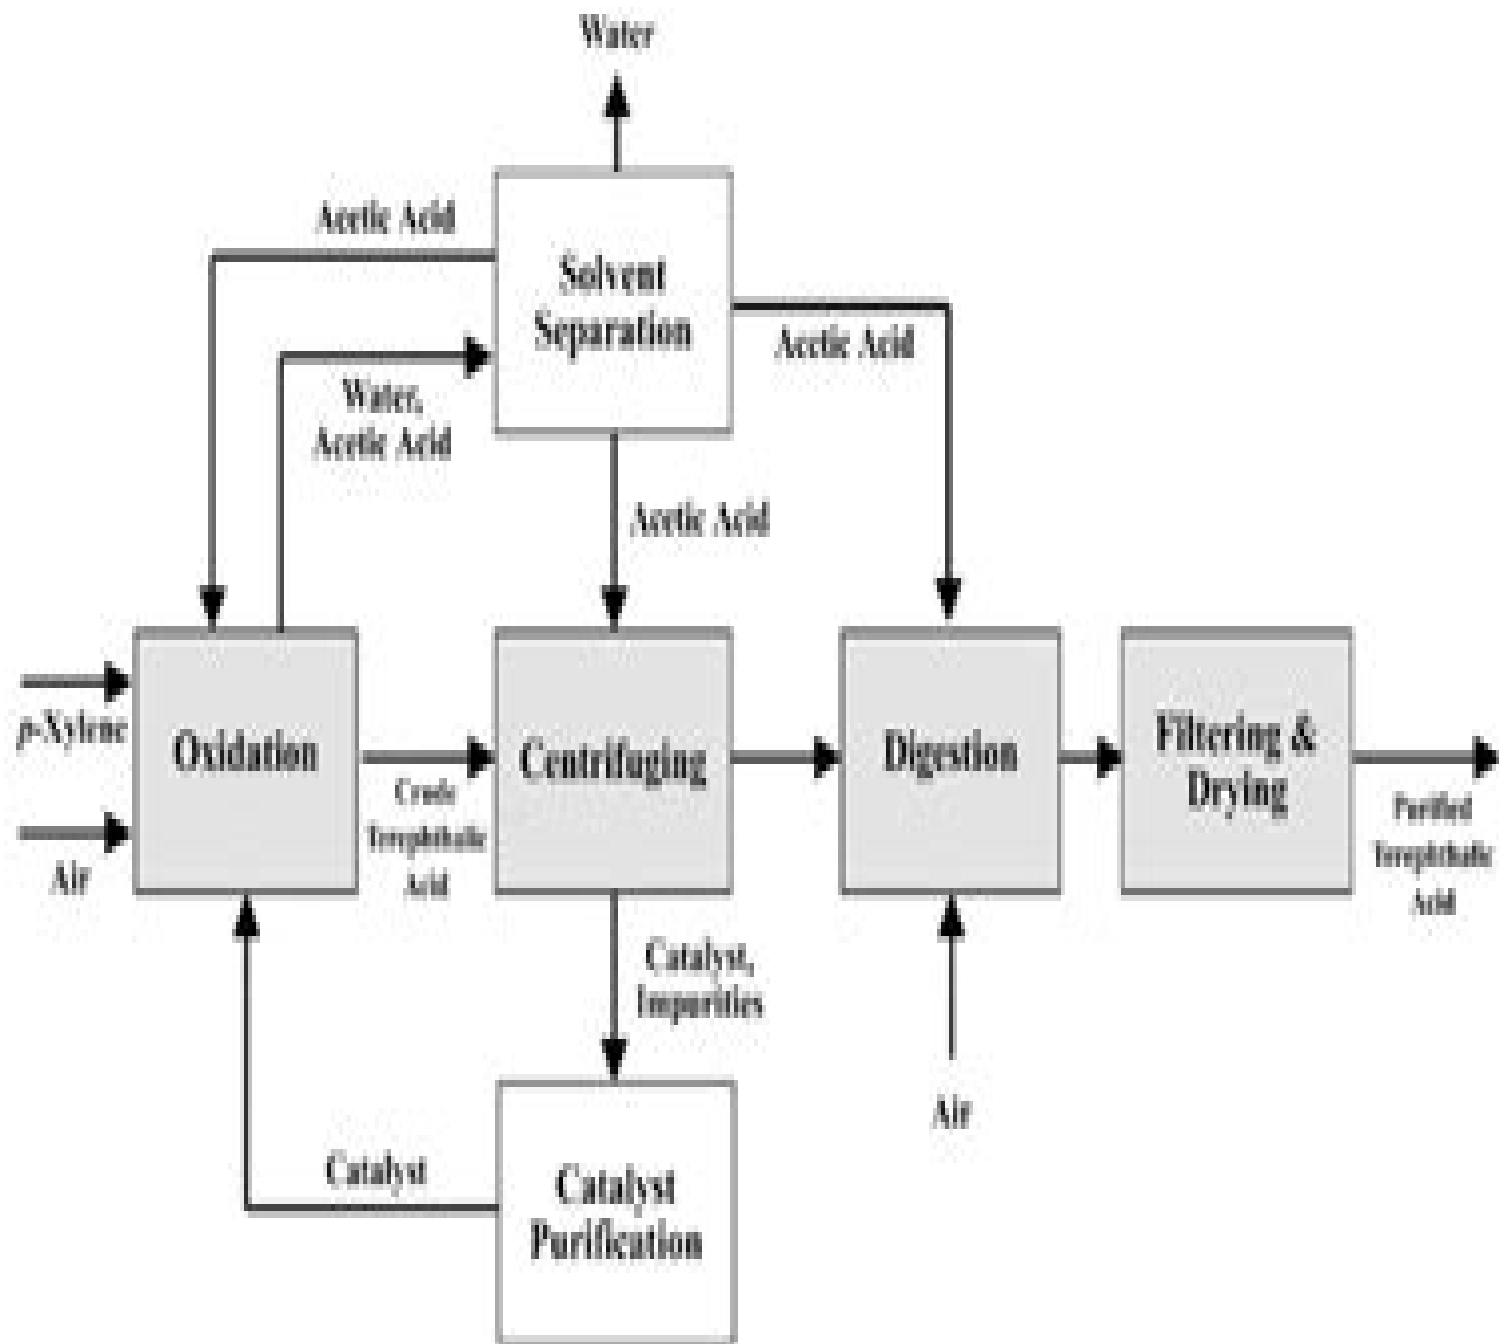 Water
Acetic Acid
Solvent
Separation
Acetic Acid
Water,
Acetic Acid
Acetic Acid
p-Xylene
Air
Oxidation
Crude
Terephthalic
Acid
Centrifuging
Digestion
Filtering &
Drying
Purified
Terephthalic
Acid
Catalyst,
Impurities
Air
Catalyst
Catalyst
Purification